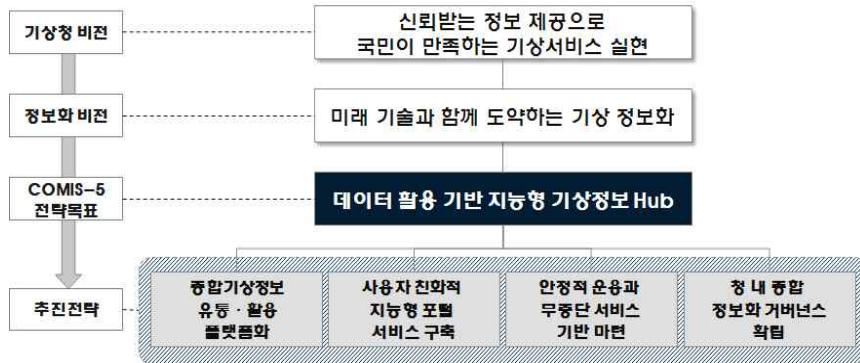 기상청 비전
신뢰받는 정보 제공으로
국민이 만족하는 기상서비스 실현
정보화 비전
미래 기술과 함께 도약하는 기상 정보화
COMIS-5
전략목표
데이터 활용 기반 지능형 기상정보 Hub
추진전략
종합기상정보
유통·활용
플랫폼화
사용자 친화적
지능형 포털
서비스 구축
안정적 운용과
무중단 서비스
기반 마련
청 내 종합
정보화 거버넌스
확립